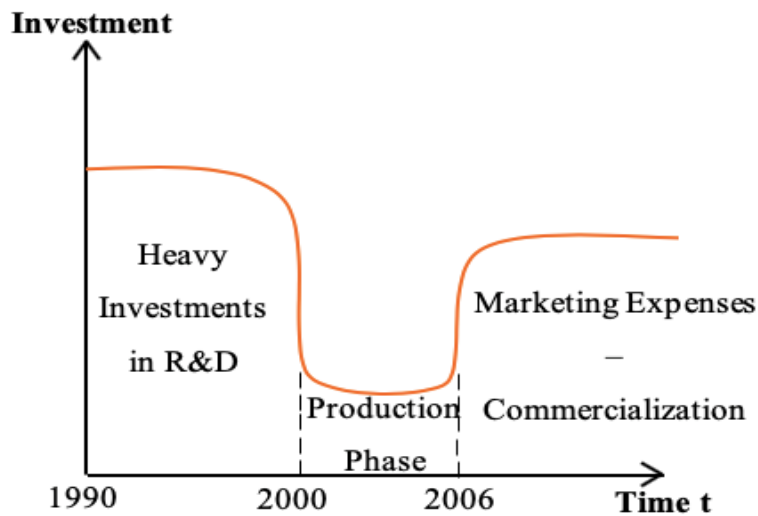 Investment
Heavy
Investments
in R&D
Marketing Expenses
–
Commercialization
Production
Phase
1990
2000
2006
Time t